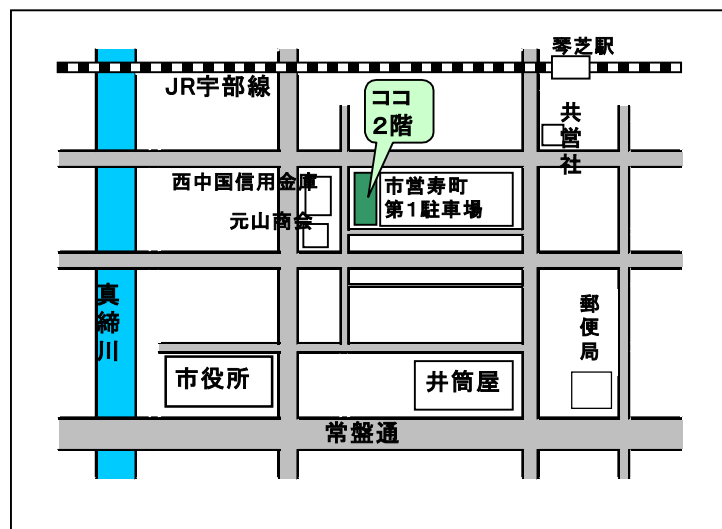 琴芝駅
JR宇部線
ココ
2階
共営社
西中国信用金庫
市営寿町
第1駐車場
元山商会
真締川
郵便局
市役所
井筒屋
常盤通